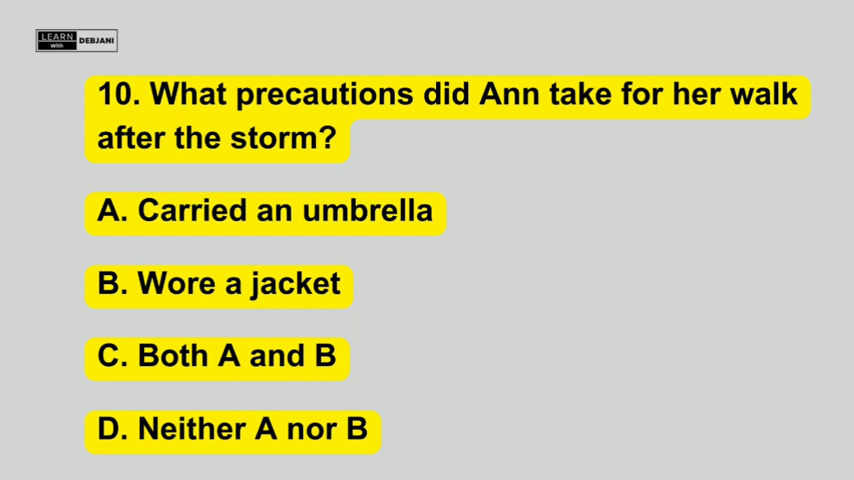 LEARN
With
DEBJANI
10. What precautions did Ann take for her walk
after the storm?
A. Carried an umbrella
B. Wore a jacket
C. Both A and B
D. Neither A nor B